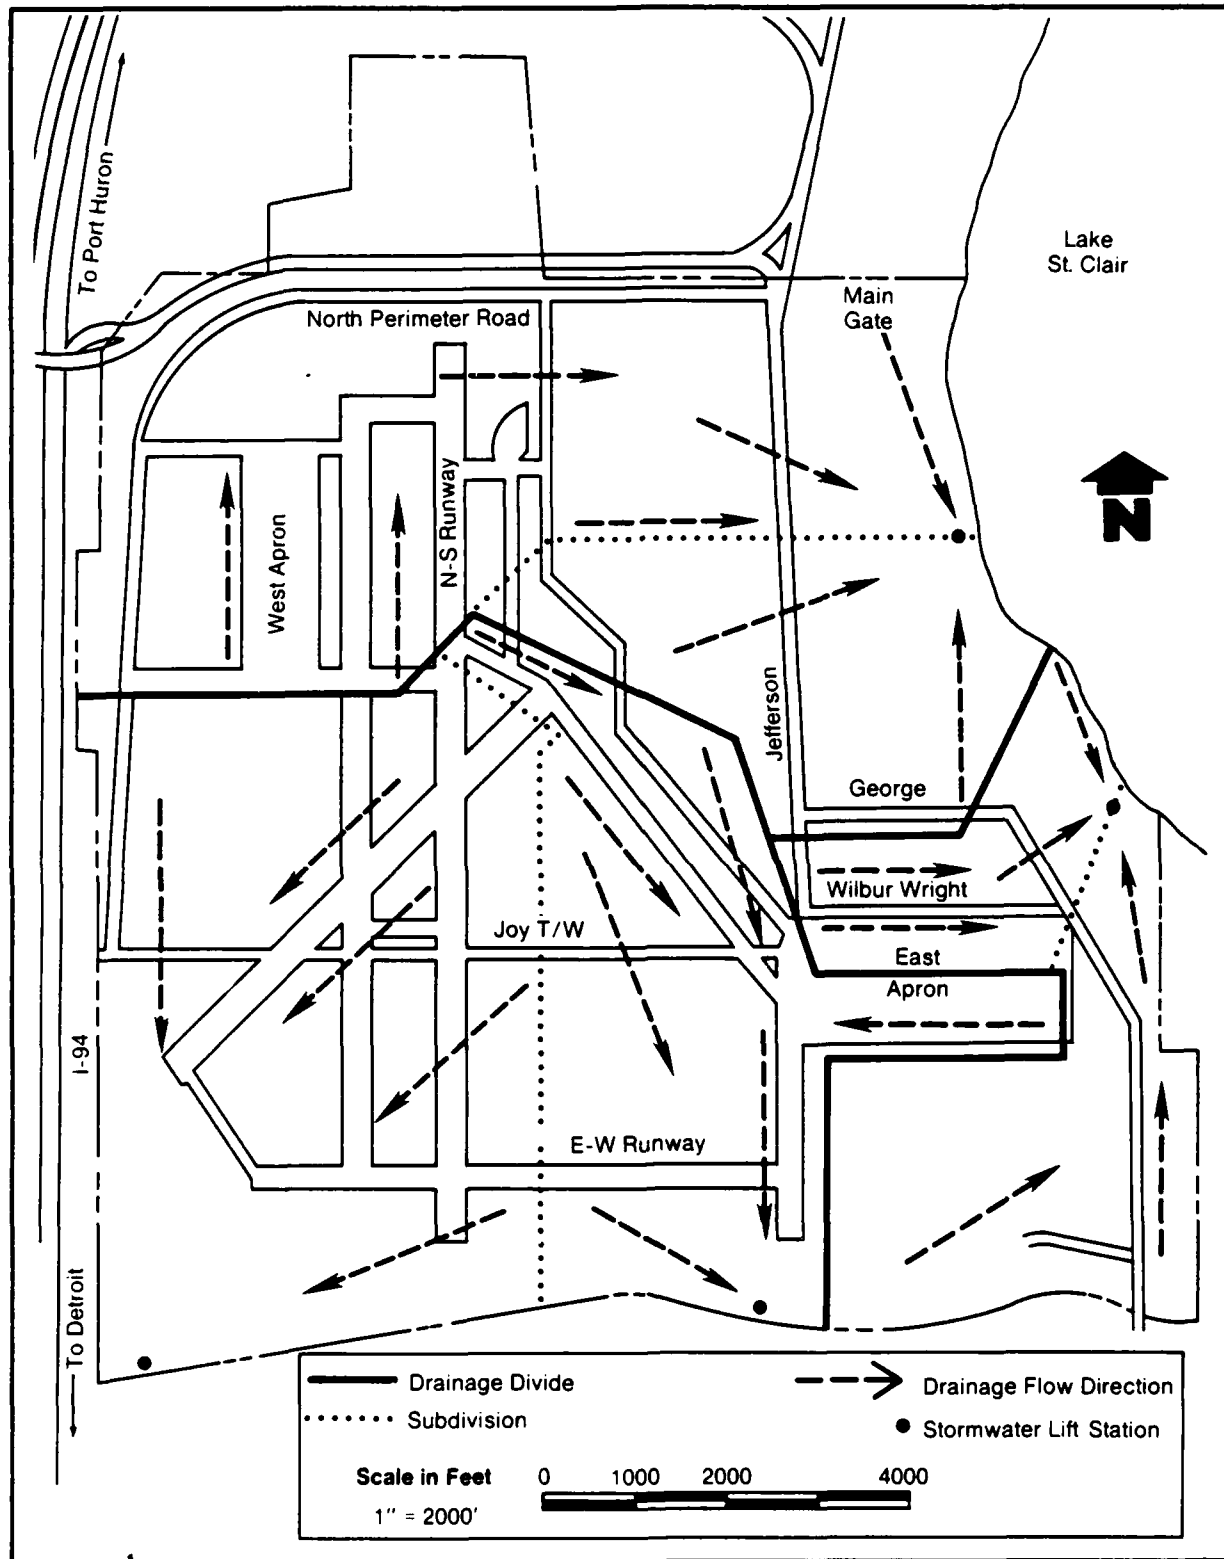 To Port Huron
Lake
St. Clair
Main
Gate
North Perimeter Road
N-S Runway
West Apron
N
Jefferson
George
Wilbur Wright
Joy T/W
East
Apron
I-94
E-W Runway
To Detroit
Drainage Divide
Drainage Flow Direction
Subdivision
Stormwater Lift Station
Scale in Feet
0 1000 2000 4000
1" = 2000'